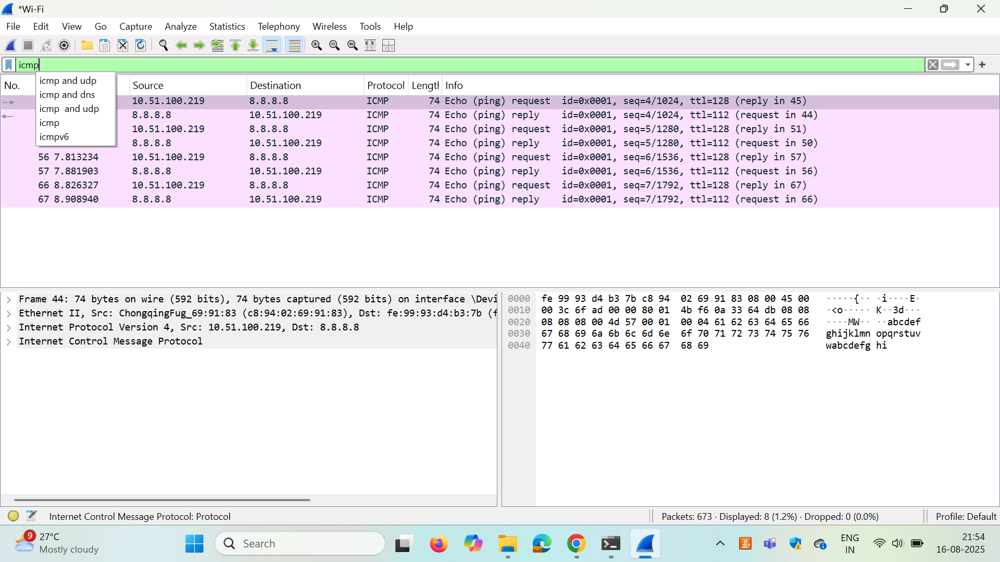 *Wi-Fi
File Edit View Go Capture Analyze Statistics Telephony Wireless Tools Help
icmp
icmp and udp
icmp and dns
icmp  and udp
icmp
icmpv6
No. Source Destination Protocol Length Info
10.51.100.219 8.8.8.8 ICMP 74 Echo (ping) request id=0x0001, seq=4/1024, ttl=128 (reply in 45)
8.8.8.8 10.51.100.219 ICMP 74 Echo (ping) reply id=0x0001, seq=4/1024, ttl=112 (request in 44)
10.51.100.219 8.8.8.8 ICMP 74 Echo (ping) request id=0x0001, seq=5/1280, ttl=128 (reply in 51)
8.8.8.8 10.51.100.219 ICMP 74 Echo (ping) reply id=0x0001, seq=5/1280, ttl=112 (request in 50)
56 7.813234 10.51.100.219 8.8.8.8 ICMP 74 Echo (ping) request id=0x0001, seq=6/1536, ttl=128 (reply in 57)
57 7.881903 8.8.8.8 10.51.100.219 ICMP 74 Echo (ping) reply id=0x0001, seq=6/1536, ttl=112 (request in 56)
66 8.826327 10.51.100.219 8.8.8.8 ICMP 74 Echo (ping) request id=0x0001, seq=7/1792, ttl=128 (reply in 67)
67 8.908940 8.8.8.8 10.51.100.219 ICMP 74 Echo (ping) reply id=0x0001, seq=7/1792, ttl=112 (request in 66)
Frame 44: 74 bytes on wire (592 bits), 74 bytes captured (592 bits) on interface \Devi
Ethernet II, Src: ChongqingFug_69:91:83 (c8:94:02:69:91:83), Dst: fe:99:93:d4:b3:7b (f
Internet Protocol Version 4, Src: 10.51.100.219, Dst: 8.8.8.8
Internet Control Message Protocol
0000 fe 99 93 d4 b3 7b c8 94 02 69 91 83 08 00 45 00 ·····{·· ·i····E·
0010 00 3c 6f ad 00 00 80 01 4b f6 0a 33 64 db 08 08 ·<o····· K··3d···
0020 08 08 08 00 4d 57 00 01 00 04 61 62 63 64 65 66 ····MW·· ··abcdef
0030 67 68 69 6a 6b 6c 6d 6e 6f 70 71 72 73 74 75 76 ghijklmn opqrstuv
0040 77 61 62 63 64 65 66 67 68 69 wabcdefg hi
Internet Control Message Protocol: Protocol
Packets: 673 · Displayed: 8 (1.2%) · Dropped: 0 (0.0%)
Profile: Default
9
27°C
Mostly cloudy
Search
ENG
IN
21:54
16-08-2025